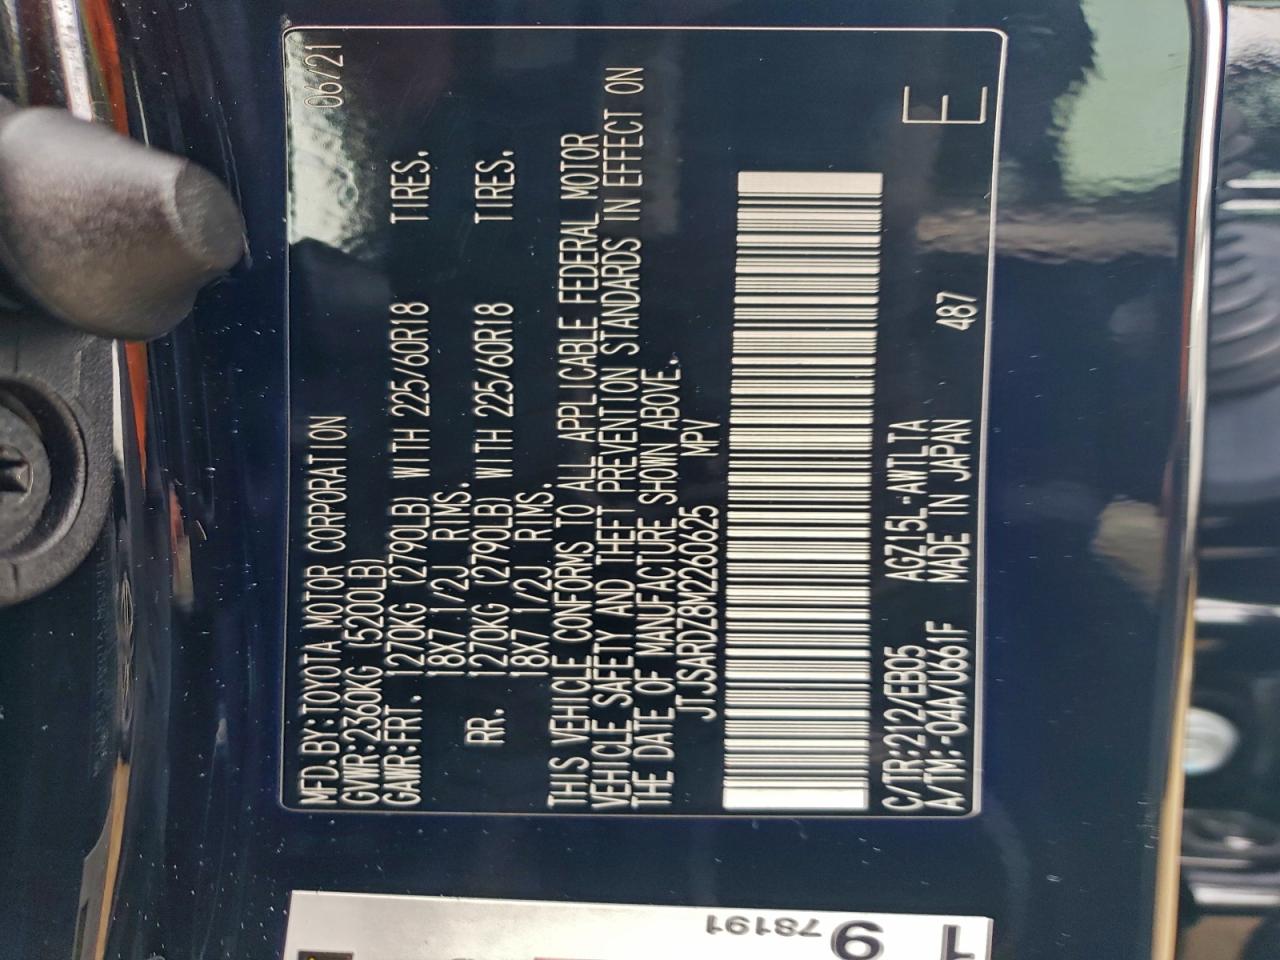 MFD.BY:TOYOTA MOTOR CORPORATION 06/21
GVWR:2360KG (5200LB)
GAWR:FRT. 1270KG (2790LB) WITH 225/60R18 TIRES.
18X7 1/2J RIMS.
RR. 1270KG (2790LB) WITH 225/60R18 TIRES.
18X7 1/2J RIMS.
THIS VEHICLE CONFORMS TO ALL APPLICABLE FEDERAL MOTOR
VEHICLE SAFETY AND THEFT PREVENTION STANDARDS IN EFFECT ON
THE DATE OF MANUFACTURE SHOWN ABOVE.
JTJSARDZ8M2260625 MPV
C/TR:212/EB05 AGZ15L-AWTLTA
A/TM:-04A/U661F MADE IN JAPAN 487
E
1
9
78191